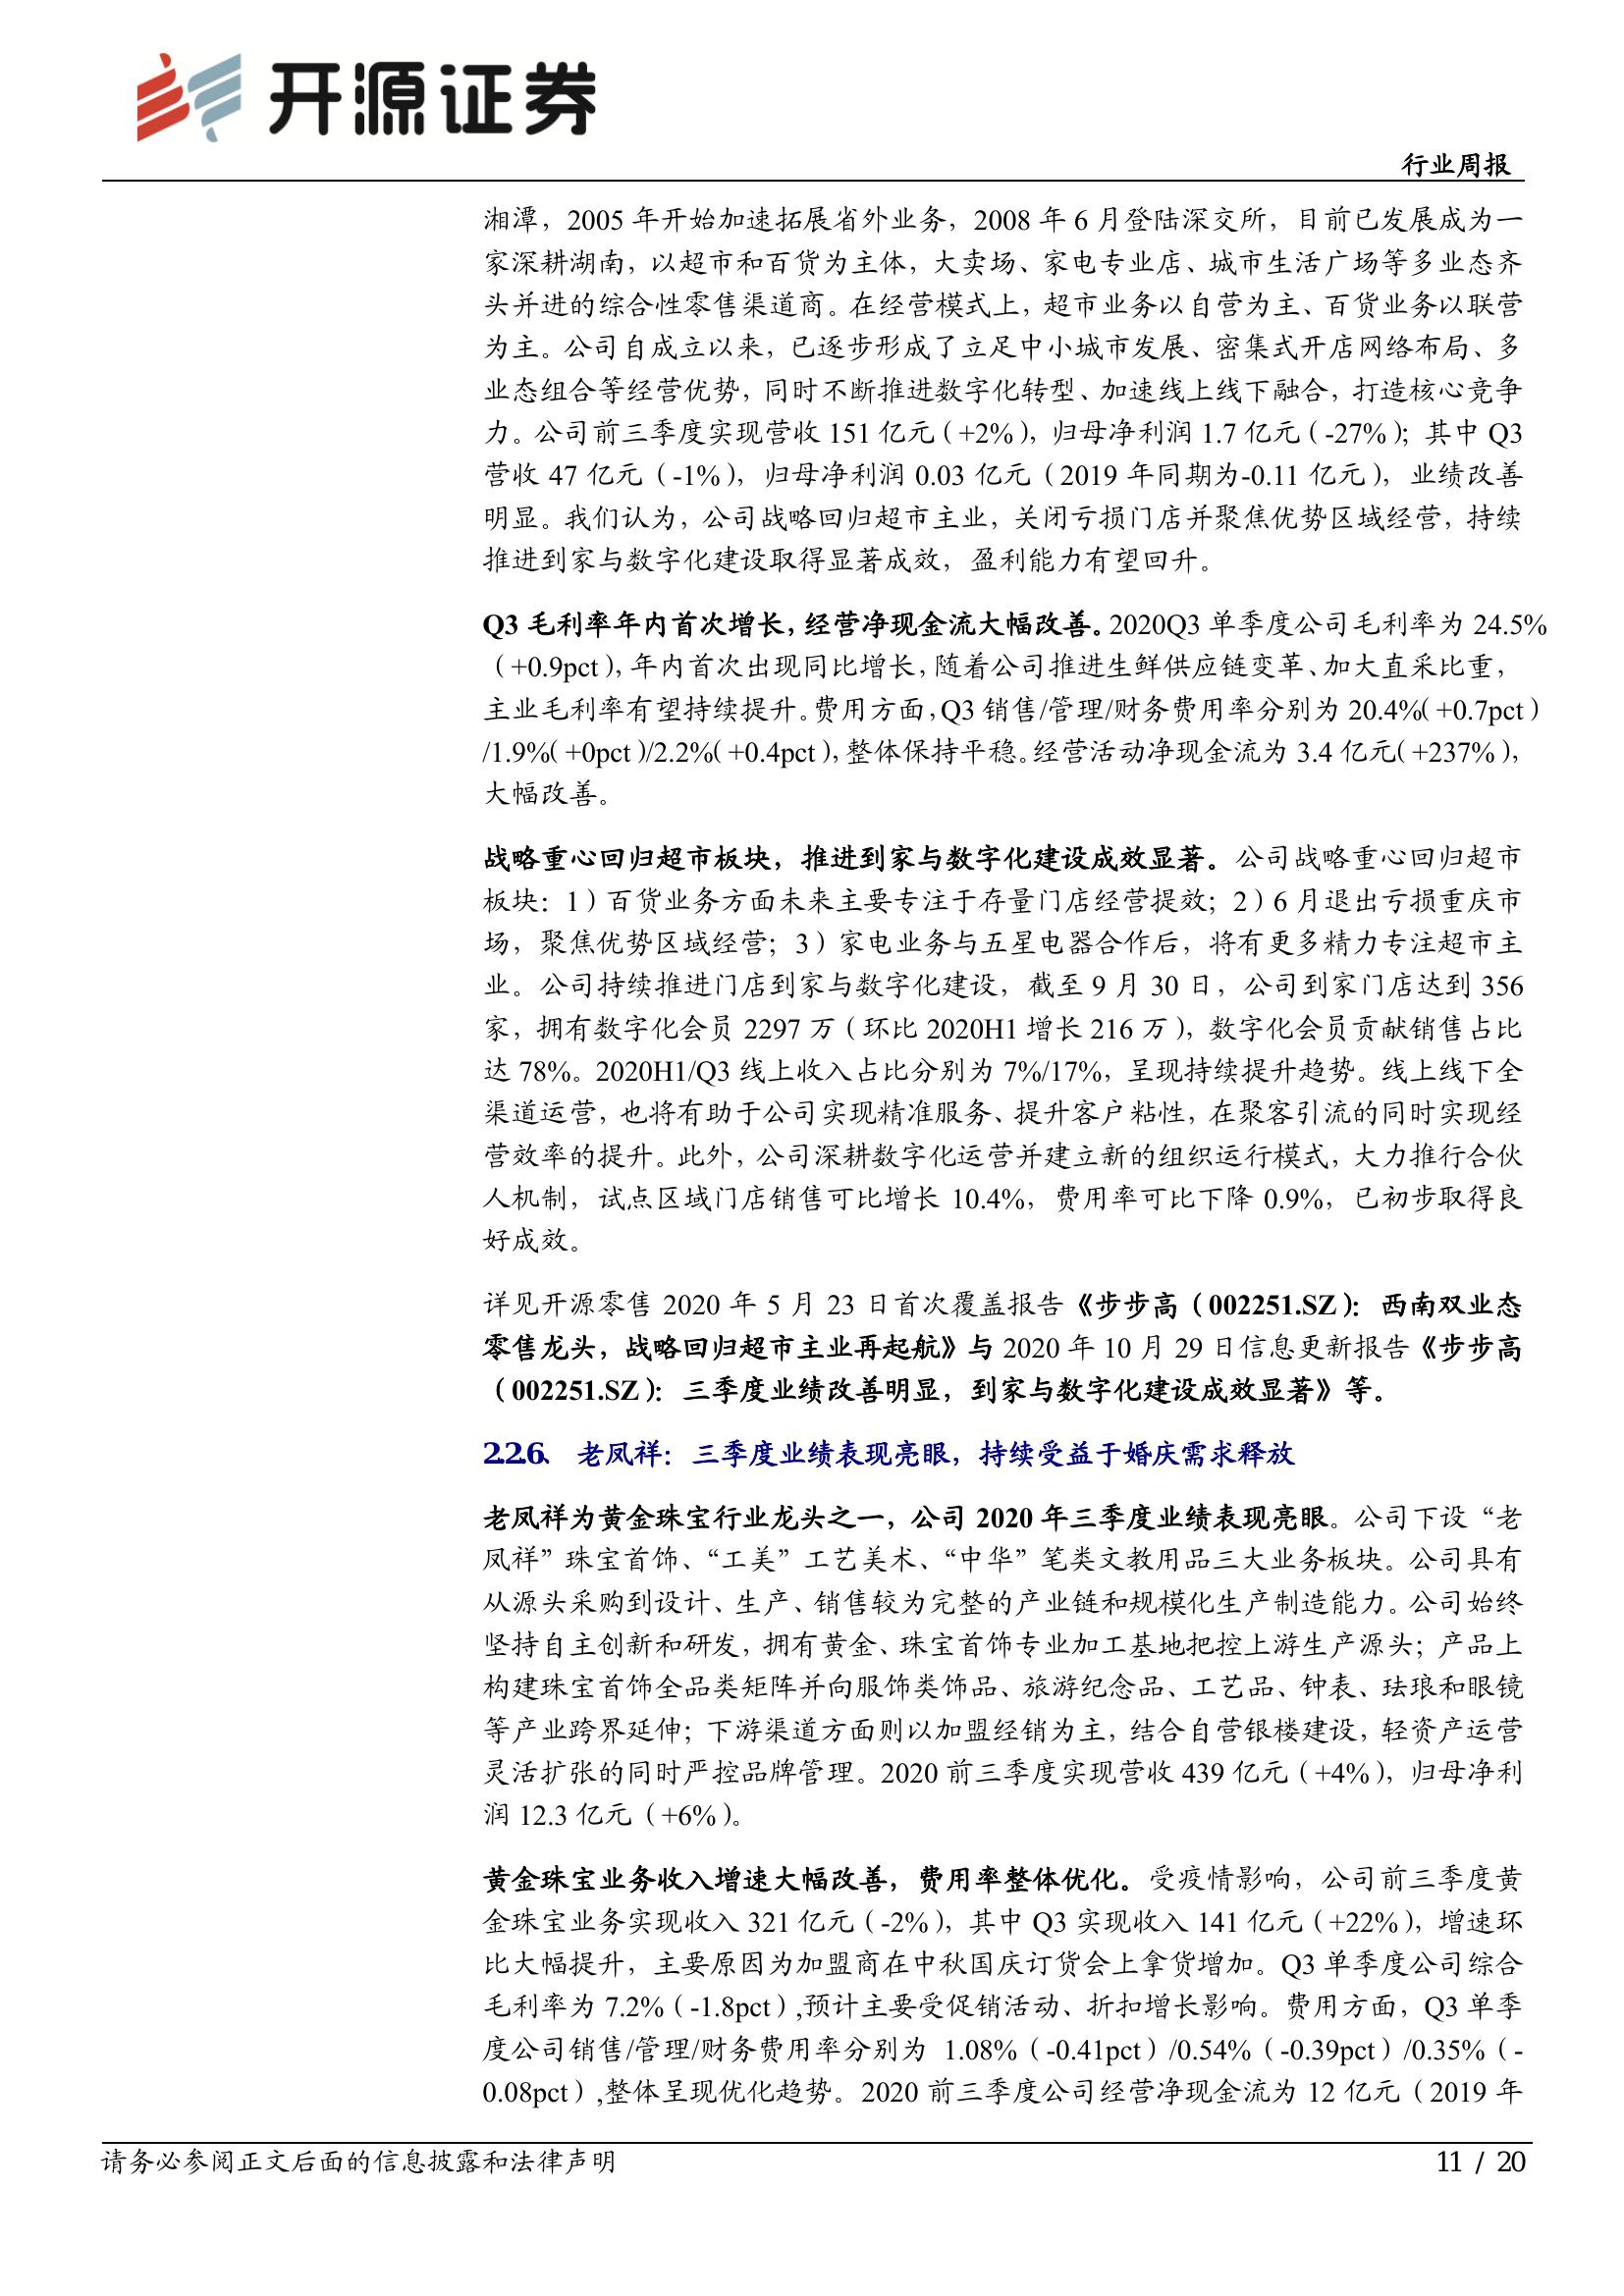 开源证券
行业周报
湘潭，2005 年开始加速拓展省外业务，2008 年 6 月登陆深交所，目前已发展成为一
家深耕湖南，以超市和百货为主体，大卖场、家电专业店、城市生活广场等多业态齐
头并进的综合性零售渠道商。在经营模式上，超市业务以自营为主、百货业务以联营
为主。公司自成立以来，已逐步形成了立足中小城市发展、密集式开店网络布局、多
业态组合等经营优势，同时不断推进数字化转型、加速线上线下融合，打造核心竞争
力。公司前三季度实现营收 151 亿元（+2%），归母净利润 1.7 亿元（-27%）；其中 Q3
营收 47 亿元（-1%），归母净利润 0.03 亿元（2019 年同期为-0.11 亿元），业绩改善
明显。我们认为，公司战略回归超市主业，关闭亏损门店并聚焦优势区域经营，持续
推进到家与数字化建设取得显著成效，盈利能力有望回升。
Q3 毛利率年内首次增长，经营净现金流大幅改善。2020Q3 单季度公司毛利率为 24.5%
（+0.9pct），年内首次出现同比增长，随着公司推进生鲜供应链变革、加大直采比重，
主业毛利率有望持续提升。费用方面，Q3 销售/管理/财务费用率分别为 20.4%（+0.7pct）
/1.9%（+0pct）/2.2%（+0.4pct），整体保持平稳。经营活动净现金流为 3.4 亿元（+237%），
大幅改善。
战略重心回归超市板块，推进到家与数字化建设成效显著。公司战略重心回归超市
板块：1）百货业务方面未来主要专注于存量门店经营提效；2）6 月退出亏损重庆市
场，聚焦优势区域经营；3）家电业务与五星电器合作后，将有更多精力专注超市主
业。公司持续推进门店到家与数字化建设，截至 9 月 30 日，公司到家门店达到 356
家，拥有数字化会员 2297 万（环比 2020H1 增长 216 万），数字化会员贡献销售占比
达 78%。2020H1/Q3 线上收入占比分别为 7%/17%，呈现持续提升趋势。线上线下全
渠道运营，也将有助于公司实现精准服务、提升客户粘性，在聚客引流的同时实现经
营效率的提升。此外，公司深耕数字化运营并建立新的组织运行模式，大力推行合伙
人机制，试点区域门店销售可比增长 10.4%，费用率可比下降 0.9%，已初步取得良
好成效。
详见开源零售 2020 年 5 月 23 日首次覆盖报告《步步高（002251.SZ）：西南双业态
零售龙头，战略回归超市主业再起航》与 2020 年 10 月 29 日信息更新报告《步步高
（002251.SZ）：三季度业绩改善明显，到家与数字化建设成效显著》等。
2.2.6、 老凤祥：三季度业绩表现亮眼，持续受益于婚庆需求释放
老凤祥为黄金珠宝行业龙头之一，公司 2020 年三季度业绩表现亮眼。公司下设“老
凤祥”珠宝首饰、“工美”工艺美术、“中华”笔类文教用品三大业务板块。公司具有
从源头采购到设计、生产、销售较为完整的产业链和规模化生产制造能力。公司始终
坚持自主创新和研发，拥有黄金、珠宝首饰专业加工基地把控上游生产源头；产品上
构建珠宝首饰全品类矩阵并向服饰类饰品、旅游纪念品、工艺品、钟表、珐琅和眼镜
等产业跨界延伸；下游渠道方面则以加盟经销为主，结合自营银楼建设，轻资产运营
灵活扩张的同时严控品牌管理。2020 前三季度实现营收 439 亿元（+4%），归母净利
润 12.3 亿元（+6%）。
黄金珠宝业务收入增速大幅改善，费用率整体优化。受疫情影响，公司前三季度黄
金珠宝业务实现收入 321 亿元（-2%），其中 Q3 实现收入 141 亿元（+22%），增速环
比大幅提升，主要原因为加盟商在中秋国庆订货会上拿货增加。Q3 单季度公司综合
毛利率为 7.2%（-1.8pct）,预计主要受促销活动、折扣增长影响。费用方面，Q3 单季
度公司销售/管理/财务费用率分别为 1.08%（-0.41pct）/0.54%（-0.39pct）/0.35%（-
0.08pct）,整体呈现优化趋势。2020 前三季度公司经营净现金流为 12 亿元（2019 年
请务必参阅正文后面的信息披露和法律声明
11 / 20